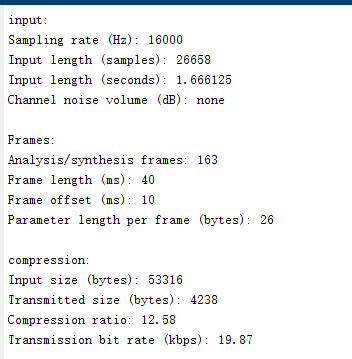 input:
Sampling rate (Hz): 16000
Input length (samples): 26658
Input length (seconds): 1.666125
Channel noise volume (dB): none
Frames:
Analysis/synthesis frames: 163
Frame length (ms): 40
Frame offset (ms): 10
Parameter length per frame (bytes): 26
compression:
Input size (bytes): 53316
Transmitted size (bytes): 4238
Compression ratio: 12.58
Transmission bit rate (kbps): 19.87